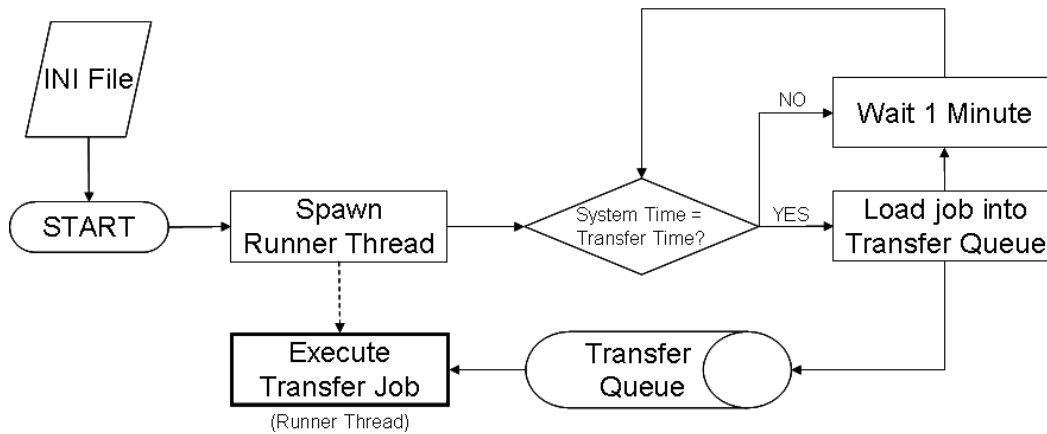 INI File
START
Spawn
Runner Thread
System Time =
Transfer Time?
NO
YES
Wait 1 Minute
Load job into
Transfer Queue
Execute
Transfer Job
(Runner Thread)
Transfer
Queue